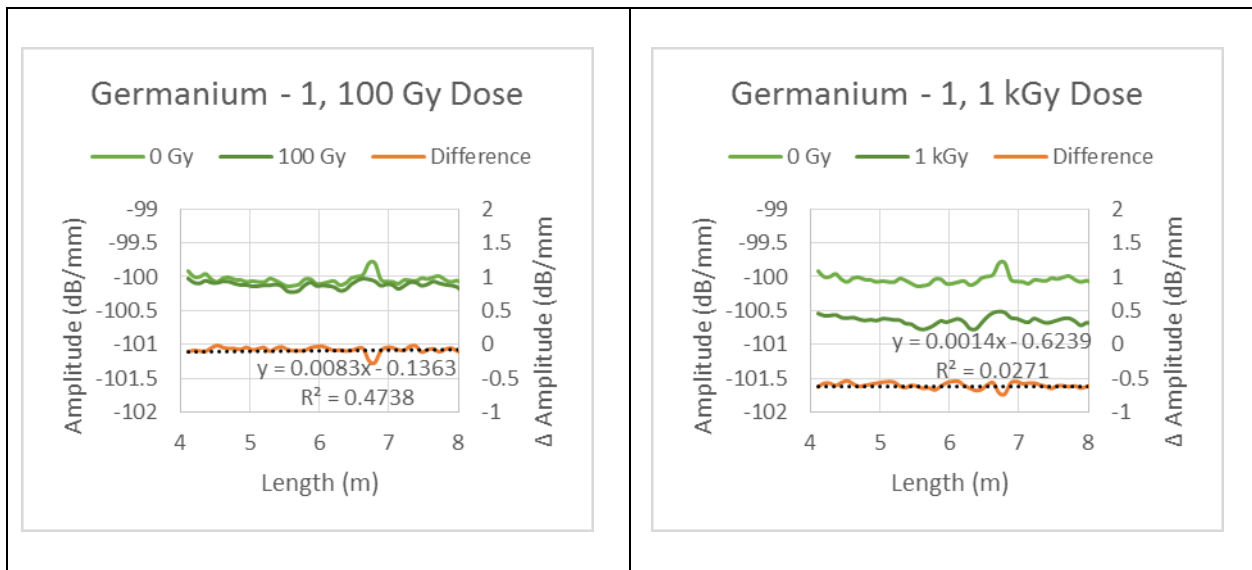 Germanium - 1, 100 Gy Dose
0 Gy 100 Gy Difference
Amplitude (dB/mm)
-99
-99.5
-100
-100.5
-101
-101.5
-102
2
1.5
1
0.5
0
-0.5
-1
Δ Amplitude (dB/mm
y = 0.0083x - 0.1363
R² = 0.4738
4 5 6 7 8
Length (m)
Germanium - 1, 1 kGy Dose
0 Gy 1 kGy Difference
Amplitude (dB/mm)
-99
-99.5
-100
-100.5
-101
-101.5
-102
2
1.5
1
0.5
0
-0.5
-1
Δ Amplitude (dB/mm
y = 0.0014x - 0.6239
R² = 0.0271
4 5 6 7 8
Length (m)